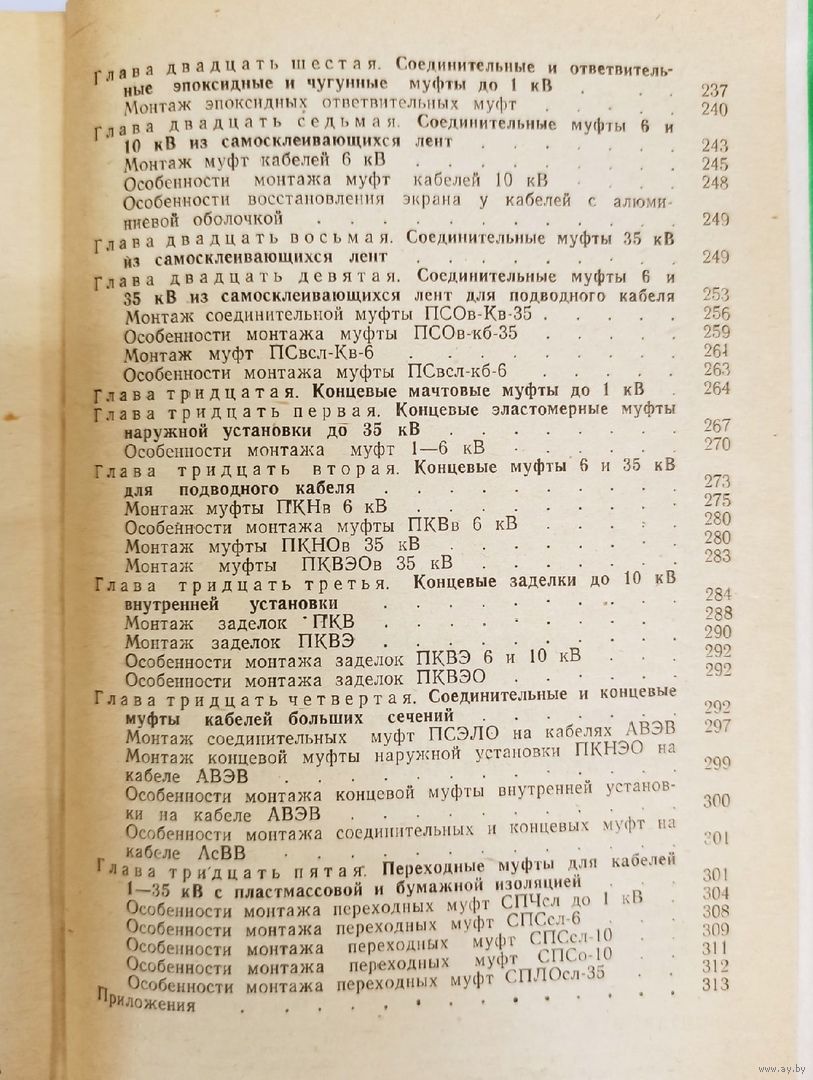 Глава двадцать шестая. Соединительные и ответвитель-
ные эпоксидные и чугунные муфты до 1 кВ . . . . 237
Монтаж эпоксидных ответвительных муфт . . . . . 240
Глава двадцать седьмая. Соединительные муфты 6 и
10 кВ из самосклеивающихся лент . . . . . . . 243
Монтаж муфт кабелей 6 кВ . . . . . . . . 245
Особенности монтажа муфт кабелей 10 кВ . . . . 248
Особенности восстановления экрана у кабелей с алюми-
ниевой оболочкой . . . . . . . . . . . 249
Глава двадцать восьмая. Соединительные муфты 35 кВ
из самосклеивающихся лент . . . . . . . . 249
Глава двадцать девятая. Соединительные муфты 6 и
35 кВ из самосклеивающихся лент для подводного кабеля 253
Монтаж соединительной муфты ПСОв-Кв-35 . . . . . 256
Особенности монтажа муфты ПСОв-кб-35 . . . . . 259
Монтаж муфт ПСвсл-Кв-6 . . . . . . . . 261
Особенности монтажа муфты ПСвсл-кб-6 . . . . . 263
Глава тридцатая. Концевые мачтовые муфты до 1 кВ . 264
Глава тридцать первая. Концевые эластомерные муфты
наружной установки до 35 кВ . . . . . . . . 267
Особенности монтажа муфт 1—6 кВ . . . . . . 270
Глава тридцать вторая. Концевые муфты 6 и 35 кВ
для подводного кабеля . . . . . . . . . . 273
Монтаж муфты ПКНв 6 кВ . . . . . . . . 275
Особенности монтажа муфты ПКВв 6 кВ . . . . . 280
Монтаж муфты ПКНОв 35 кВ . . . . . . . 280
Монтаж муфты ПКВЭОв 35 кВ . . . . . . 283
Глава тридцать третья. Концевые заделки до 10 кВ
внутренней установки . . . . . . . . . . 284
Монтаж заделок ПКВ . . . . . . . . . . 288
Монтаж заделок ПКВЭ . . . . . . . . . . 290
Особенности монтажа заделок ПКВЭ 6 и 10 кВ . . . 292
Особенности монтажа заделок ПКВЭО . . . . . . 292
Глава тридцать четвертая. Соединительные и концевые
муфты кабелей больших сечений . . . . . . . 292
Монтаж соединительных муфт ПСЭЛО на кабелях АВЭВ 297
Монтаж концевой муфты наружной установки ПКНЭО на
кабеле АВЭВ . . . . . . . . . . . . 299
Особенности монтажа концевой муфты внутренней установ-
ки на кабеле АВЭВ . . . . . . . . . . 300
Особенности монтажа соединительных и концевых муфт на
кабеле АсВВ . . . . . . . . . . . . 301
Глава тридцать пятая. Переходные муфты для кабелей
1—35 кВ с пластмассовой и бумажной изоляцией . . . 301
Особенности монтажа переходных муфт СПЧсл до 1 кВ . 304
Особенности монтажа переходных муфт СПСсл-6 . . . 308
Особенности монтажа переходных муфт СПСсл-10 . . 309
Особенности монтажа переходных муфт СПСо-10 . . 311
Особенности монтажа переходных муфт СПЛОсл-35 . . 312
Приложения . . . . . . . . . . . . . 313
www.ay.by